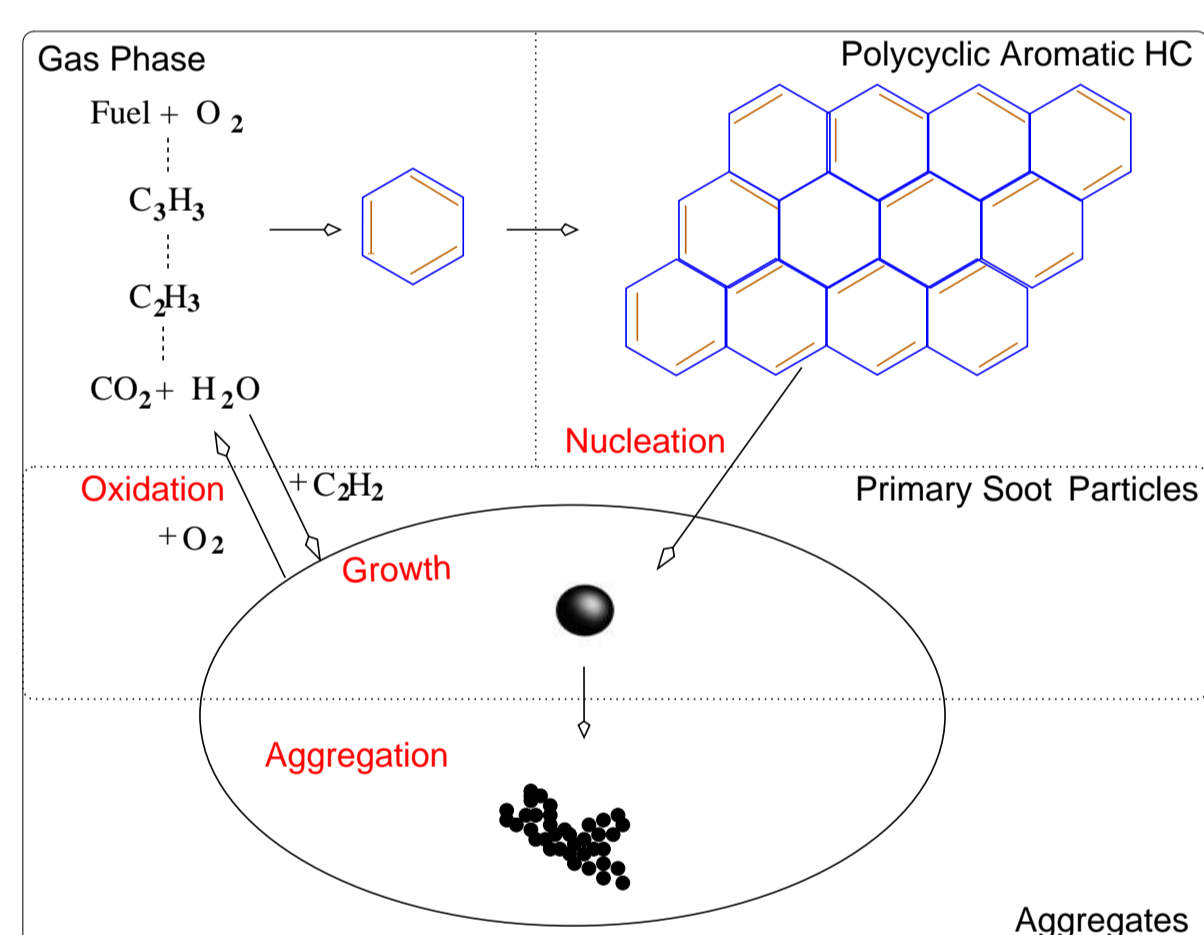 Gas Phase
Polycyclic Aromatic HC
Fuel + O2
C3H3
C2H3
CO2+ H2O
Nucleation
Oxidation
+C2H2
Primary Soot Particles
+O2
Growth
Aggregation
Aggregates